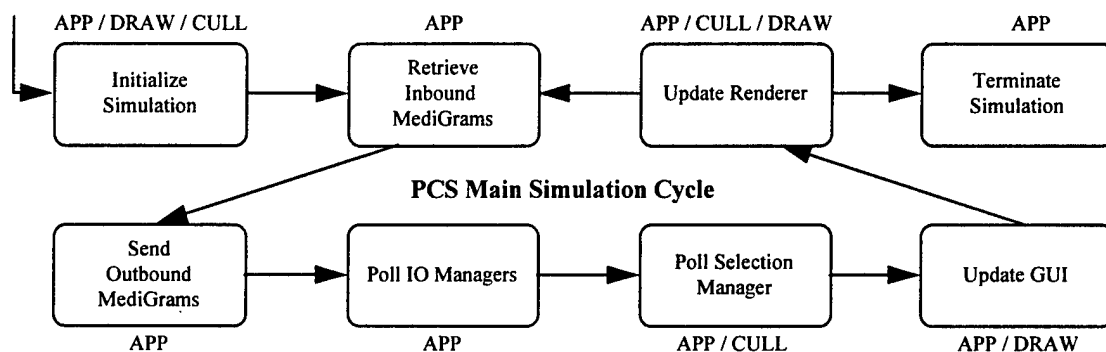 APP / DRAW / CULL
APP
APP / CULL / DRAW
APP
Initialize
Simulation
Retrieve
Inbound
MediGrams
Update Renderer
Terminate
Simulation
PCS Main Simulation Cycle
Send
Outbound
MediGrams
Poll IO Managers
Poll Selection
Manager
Update GUI
APP
APP
APP / CULL
APP / DRAW